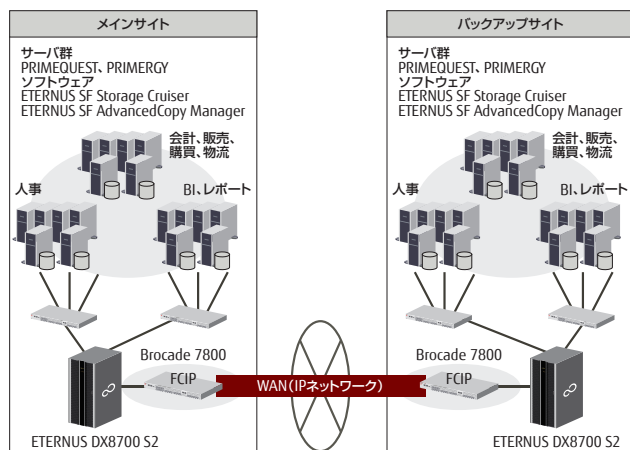 メインサイト
サーバ群
PRIMEQUEST、PRIMERGY
ソフトウェア
ETERNUS SF Storage Cruiser
ETERNUS SF AdvancedCopy Manager
会計、販売、
購買、物流
人事
BI、レポート
Brocade 7800
FCIP
ETERNUS DX8700 S2
WAN(IPネットワーク)
バックアップサイト
サーバ群
PRIMEQUEST、PRIMERGY
ソフトウェア
ETERNUS SF Storage Cruiser
ETERNUS SF AdvancedCopy Manager
会計、販売、
購買、物流
人事
BI、レポート
Brocade 7800
FCIP
ETERNUS DX8700 S2